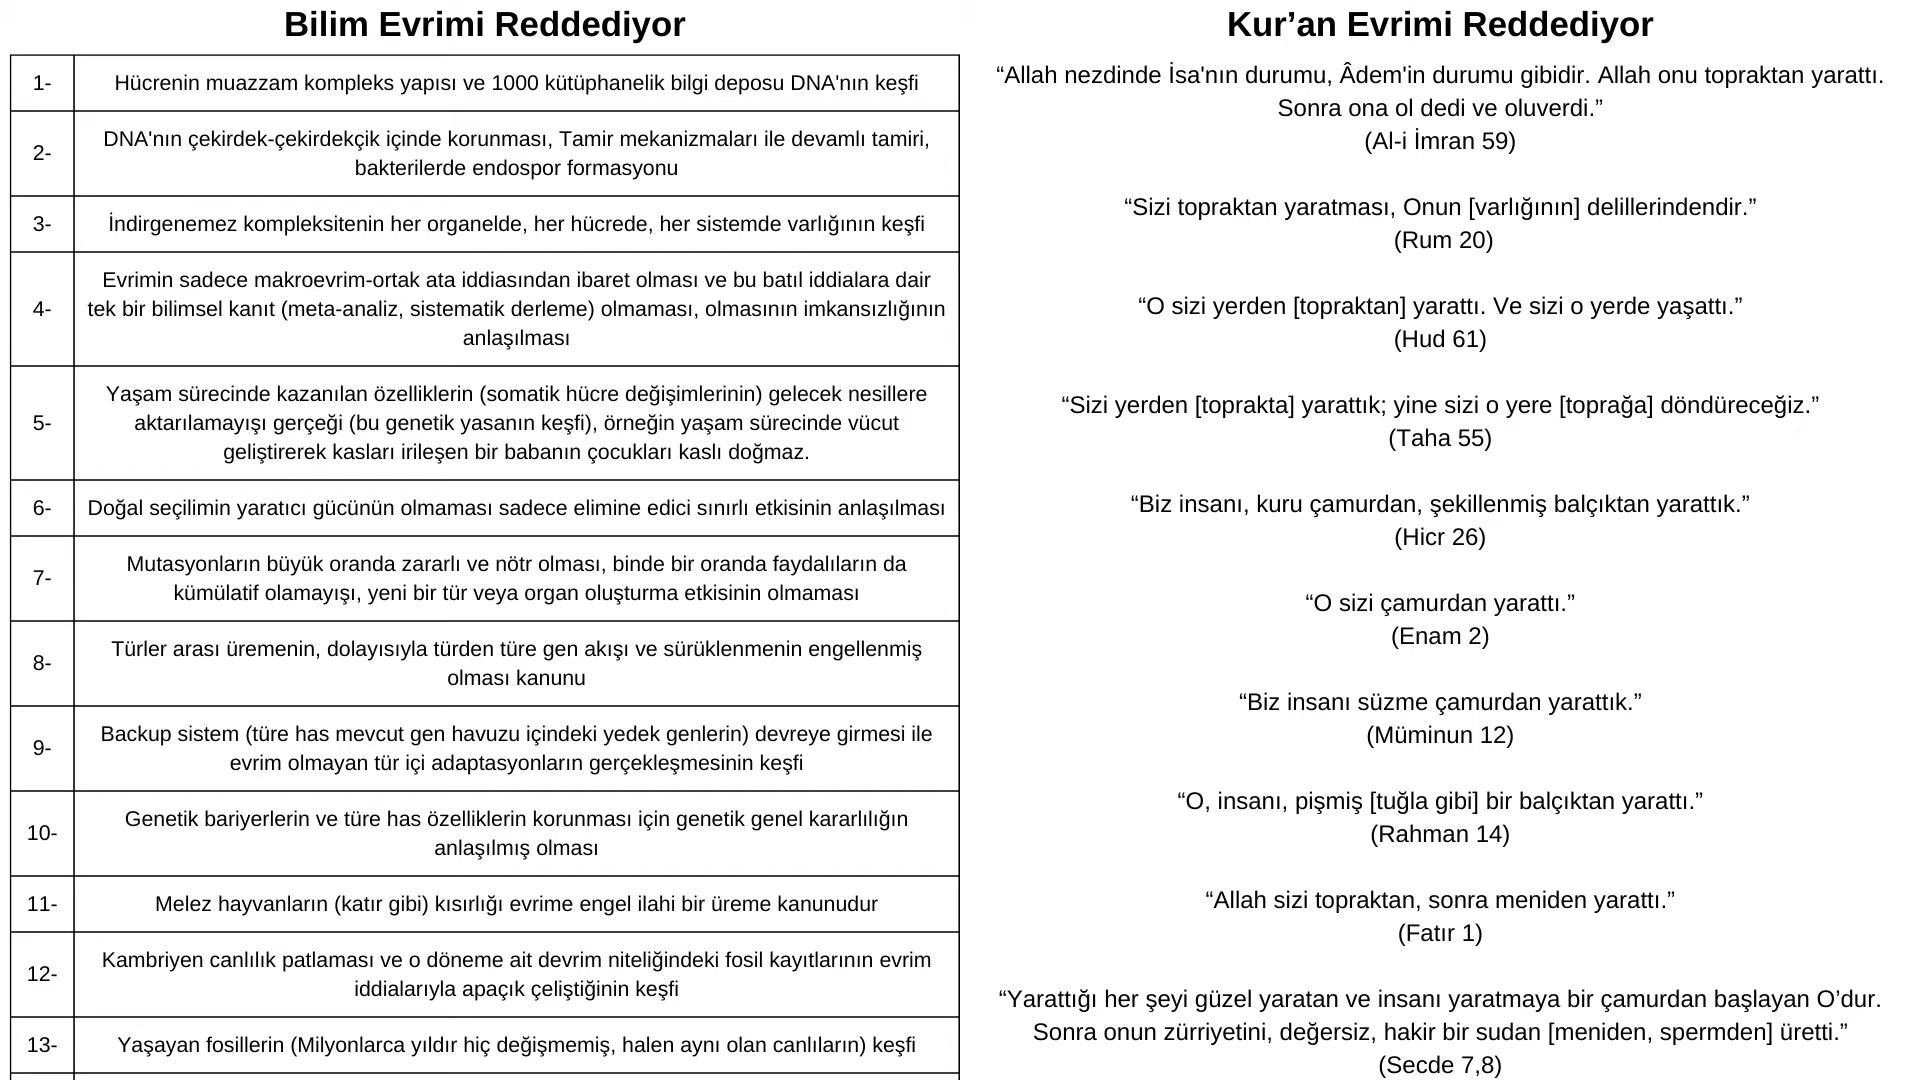 Bilim Evrimi Reddediyor
1-
Hücrenin muazzam kompleks yapısı ve 1000 kütüphanelik bilgi deposu DNA'nın keşfi
2-
DNA'nın çekirdek-çekirdekçik içinde korunması, Tamir mekanizmaları ile devamlı tamiri,
bakterilerde endospor formasyonu
3-
İndirgenemez kompleksitenin her organelde, her hücrede, her sistemde varlığının keşfi
4-
Evrimin sadece makroevrim-ortak ata iddiasından ibaret olması ve bu batıl iddialara dair
tek bir bilimsel kanıt (meta-analiz, sistematik derleme) olmaması, olmasının imkansızlığının
anlaşılması
5-
Yaşam sürecinde kazanılan özelliklerin (somatik hücre değişimlerinin) gelecek nesillere
aktarılamayışı gerçeği (bu genetik yasanın keşfi), örneğin yaşam sürecinde vücut
geliştirerek kasları irileşen bir babanın çocukları kaslı doğmaz.
6-
Doğal seçilimin yaratıcı gücünün olmaması sadece elimine edici sınırlı etkisinin anlaşılması
7-
Mutasyonların büyük oranda zararlı ve nötr olması, binde bir oranda faydalıların da
kümülatif olamayışı, yeni bir tür veya organ oluşturma etkisinin olmaması
8-
Türler arası üremenin, dolayısıyla türden türe gen akışı ve sürüklenmenin engellenmiş
olması kanunu
9-
Backup sistem (türe has mevcut gen havuzu içindeki yedek genlerin) devreye girmesi ile
evrim olmayan tür içi adaptasyonların gerçekleşmesinin keşfi
10-
Genetik bariyerlerin ve türe has özelliklerin korunması için genetik genel kararlılığın
anlaşılmış olması
11-
Melez hayvanların (katır gibi) kısırlığı evrime engel ilahi bir üreme kanunudur
12-
Kambriyen canlılık patlaması ve o döneme ait devrim niteliğindeki fosil kayıtlarının evrim
iddialarıyla apaçık çeliştiğinin keşfi
13-
Yaşayan fosillerin (Milyonlarca yıldır hiç değişmemiş, halen aynı olan canlıların) keşfi
Kur’an Evrimi Reddediyor
“Allah nezdinde İsa'nın durumu, Âdem'in durumu gibidir. Allah onu topraktan yarattı.
Sonra ona ol dedi ve oluverdi.”
(Al-i İmran 59)
“Sizi topraktan yaratması, Onun [varlığının] delillerindendir.”
(Rum 20)
“O sizi yerden [topraktan] yarattı. Ve sizi o yerde yaşattı.”
(Hud 61)
“Sizi yerden [toprakta] yarattık; yine sizi o yere [toprağa] döndüreceğiz.”
(Taha 55)
“Biz insanı, kuru çamurdan, şekillenmiş balçıktan yarattık.”
(Hicr 26)
“O sizi çamurdan yarattı.”
(Enam 2)
“Biz insanı süzme çamurdan yarattık.”
(Müminun 12)
“O, insanı, pişmiş [tuğla gibi] bir balçıktan yarattı.”
(Rahman 14)
“Allah sizi topraktan, sonra meniden yarattı.”
(Fatır 1)
“Yarattığı her şeyi güzel yaratan ve insanı yaratmaya bir çamurdan başlayan O’dur.
Sonra onun zürriyetini, değersiz, hakir bir sudan [meniden, spermden] üretti.”
(Secde 7,8)